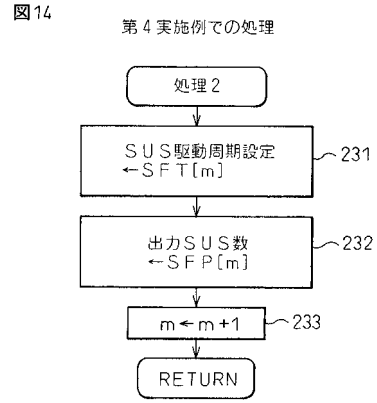 図14
第4実施例での処理
処理2
SUS駆動周期設定
←SFT[m]
231
出力SUS数
←SFP[m]
232
m←m+1
233
RETURN